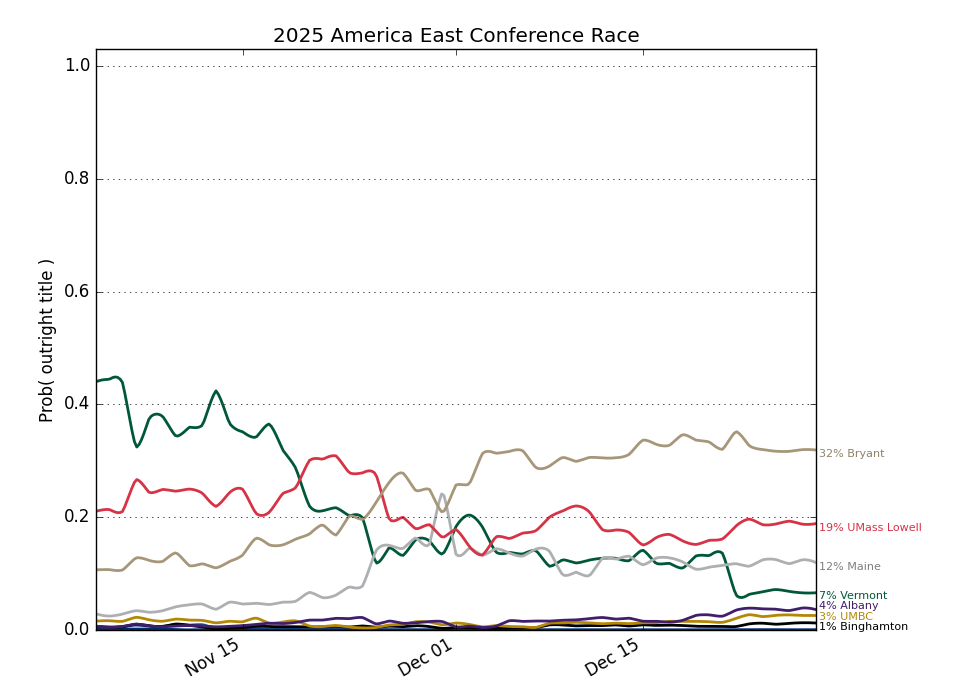 2025 America East Conference Race
Prob( outright title )
1.0
0.8
0.6
0.4
0.2
0.0
Nov 15
Dec 01
Dec 15
32% Bryant
19% UMass Lowell
12% Maine
7% Vermont
4% Albany
3% UMBC
1% Binghamton